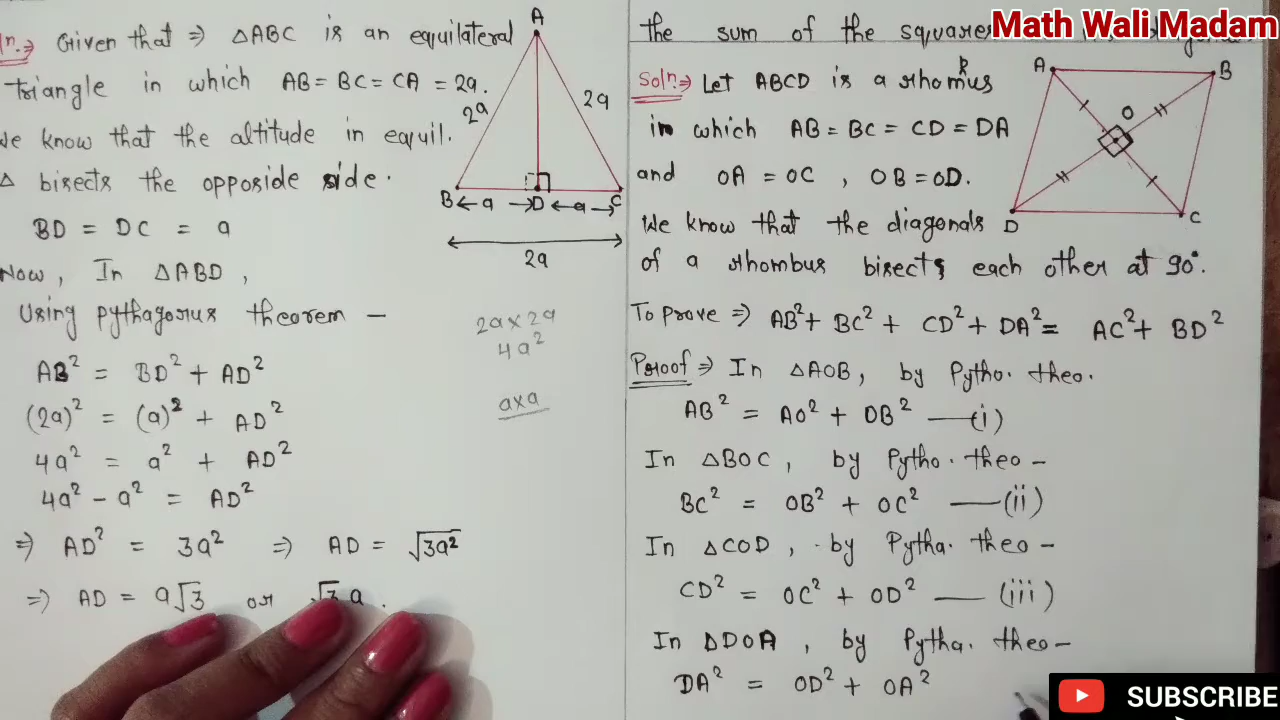 Math Wali Madam
Given that ⇒ △ABC is an equilateral
Triangle in which AB = BC = CA = 2a.
We know that the altitude in equil.
△ bisects the opposide side.
BD = DC = a
Now, In △ABD,
Using pythagorus theorem —
AB² = BD² + AD²
(2a)² = (a)² + AD²
4a² = a² + AD²
4a² - a² = AD²
⇒ AD² = 3a² ⇒ AD = √3a²
⇒ AD = a√3 or √3 a.
A
2a
2a
B ← a → D ← a → C
2a
2a × 2a
4a²
a×a
the sum of the squares
Soln.⇒ Let ABCD is a rhombus
in which AB = BC = CD = DA
and OA = OC, OB = OD.
We know that the diagonals
of a rhombus bisects each other at 90°.
To prove ⇒ AB² + BC² + CD² + DA² = AC² + BD²
Proof ⇒ In △AOB, by Pytho. theo.
AB² = AO² + OB² —(i)
In △BOC, by Pytho. theo —
BC² = OB² + OC² —(ii)
In △COD, by Pytha. theo —
CD² = OC² + OD² — (iii)
In △DOA, by Pytha. theo —
DA² = OD² + OA²
A
B
O
D
C
SUBSCRIBE